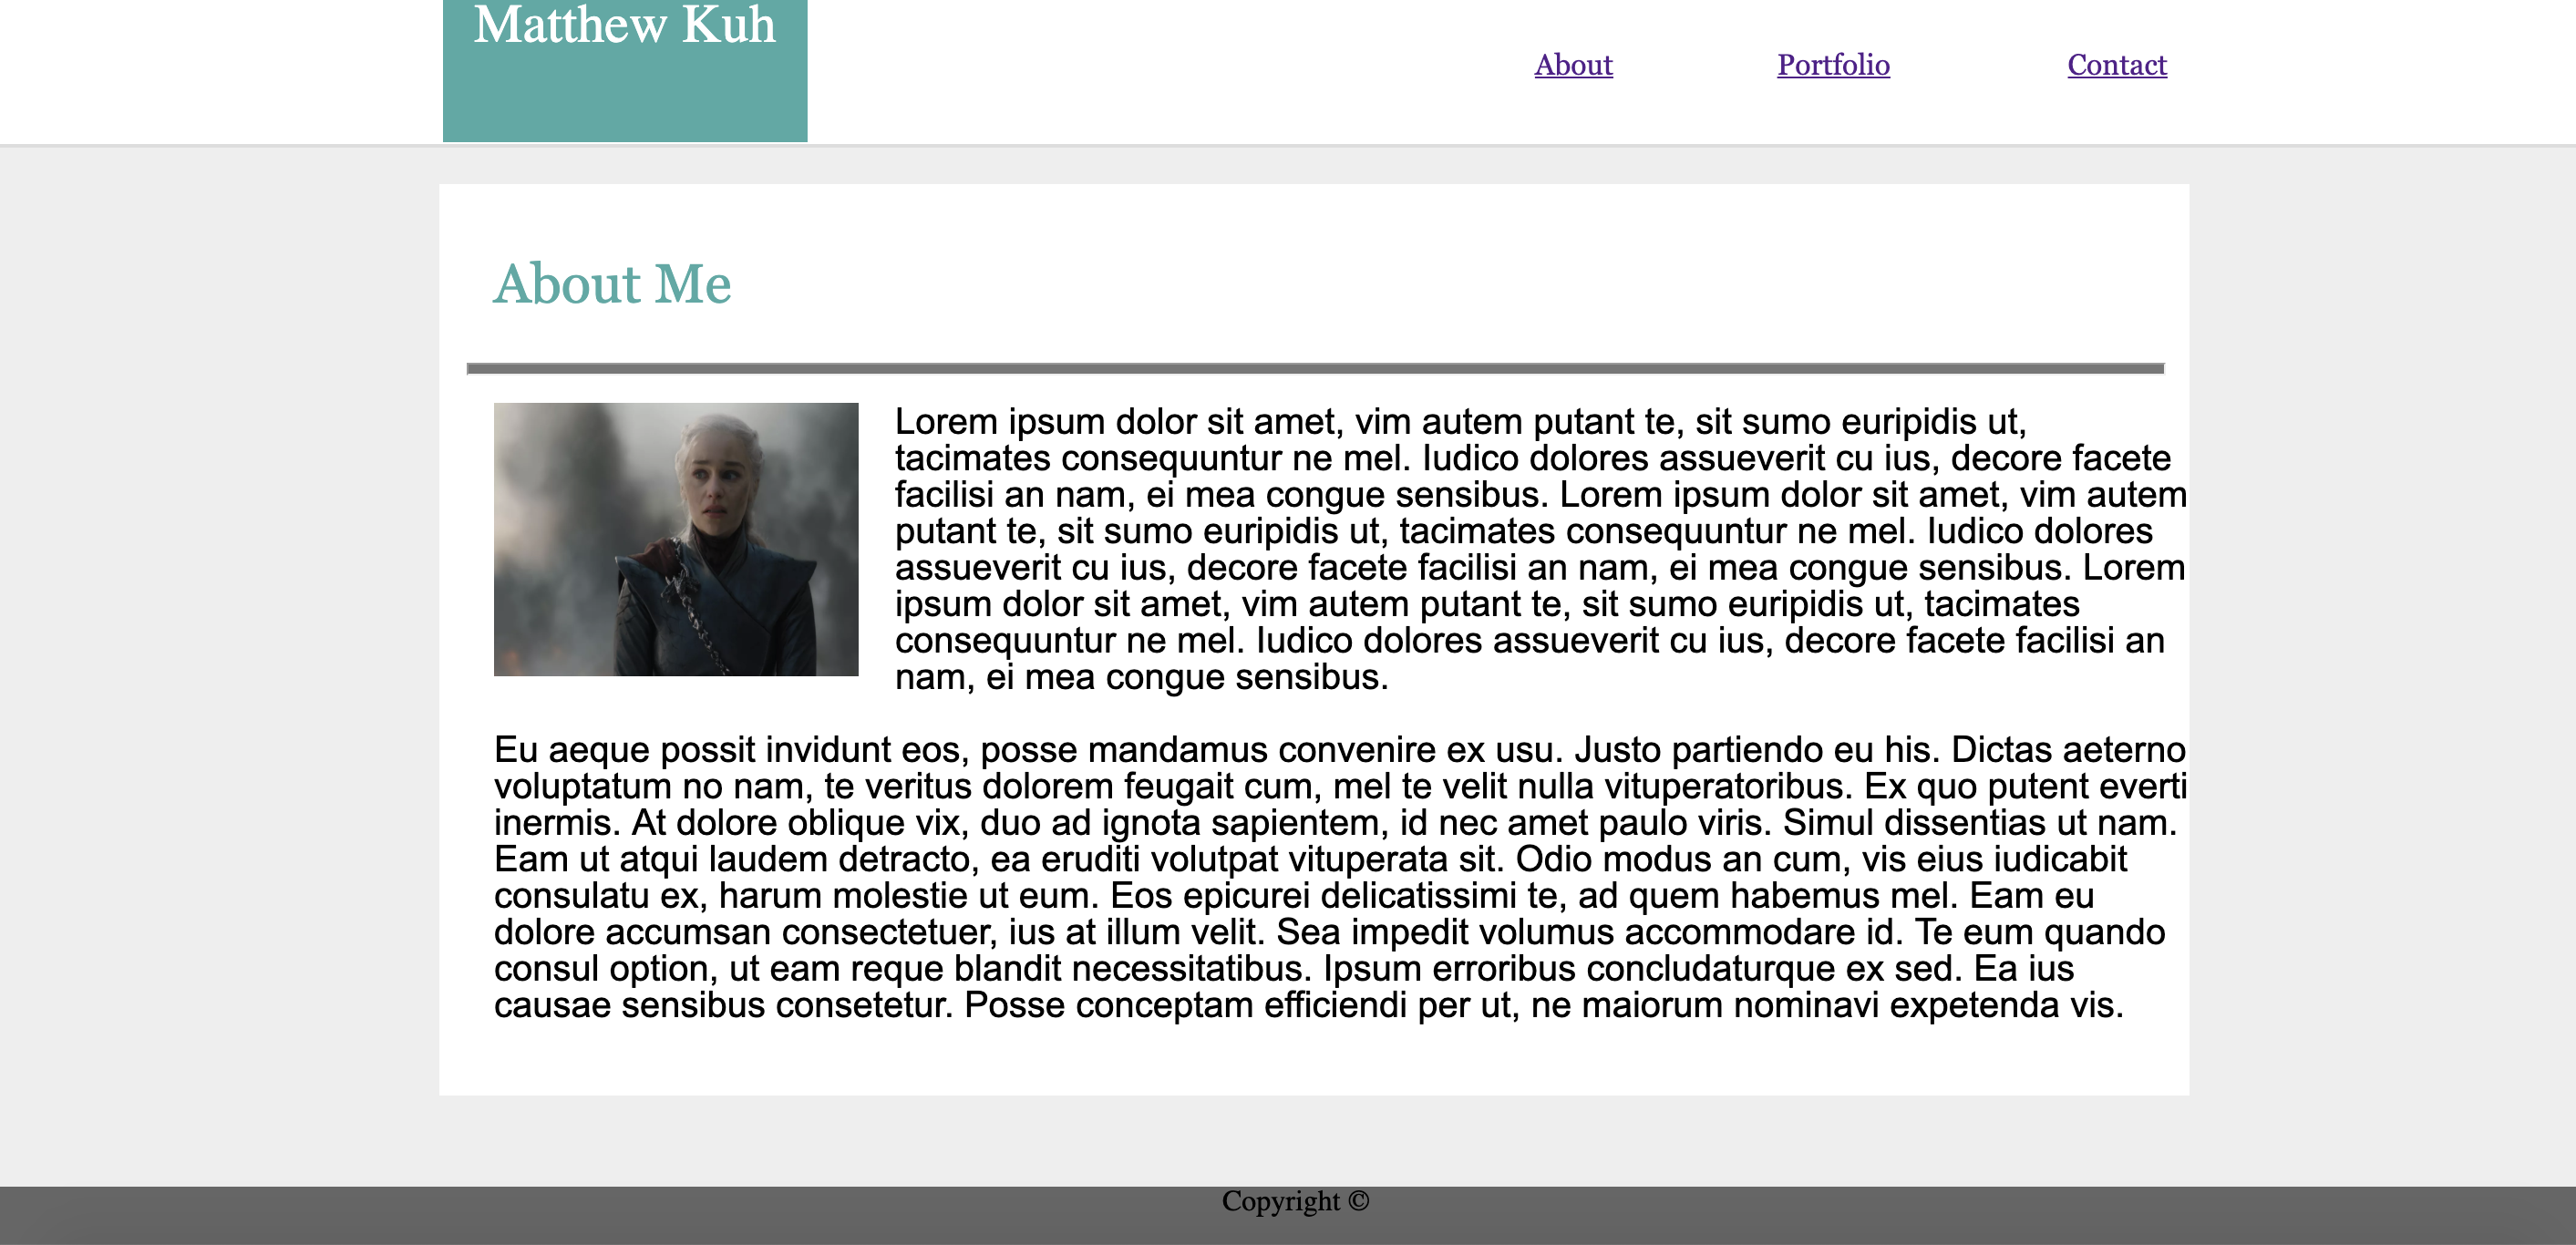 Matthew Kuh
About Portfolio Contact
About Me
Lorem ipsum dolor sit amet, vim autem putant te, sit sumo euripidis ut,
tacimates consequuntur ne mel. Iudico dolores assueverit cu ius, decore facete
facilisi an nam, ei mea congue sensibus. Lorem ipsum dolor sit amet, vim autem
putant te, sit sumo euripidis ut, tacimates consequuntur ne mel. Iudico dolores
assueverit cu ius, decore facete facilisi an nam, ei mea congue sensibus. Lorem
ipsum dolor sit amet, vim autem putant te, sit sumo euripidis ut, tacimates
consequuntur ne mel. Iudico dolores assueverit cu ius, decore facete facilisi an
nam, ei mea congue sensibus.
Eu aeque possit invidunt eos, posse mandamus convenire ex usu. Justo partiendo eu his. Dictas aeterno
voluptatum no nam, te veritus dolorem feugait cum, mel te velit nulla vituperatoribus. Ex quo putent everti
inermis. At dolore oblique vix, duo ad ignota sapientem, id nec amet paulo viris. Simul dissentias ut nam.
Eam ut atqui laudem detracto, ea eruditi volutpat vituperata sit. Odio modus an cum, vis eius iudicabit
consulatu ex, harum molestie ut eum. Eos epicurei delicatissimi te, ad quem habemus mel. Eam eu
dolore accumsan consectetuer, ius at illum velit. Sea impedit volumus accommodare id. Te eum quando
consul option, ut eam reque blandit necessitatibus. Ipsum erroribus concludaturque ex sed. Ea ius
causae sensibus consetetur. Posse conceptam efficiendi per ut, ne maiorum nominavi expetenda vis.
Copyright ©